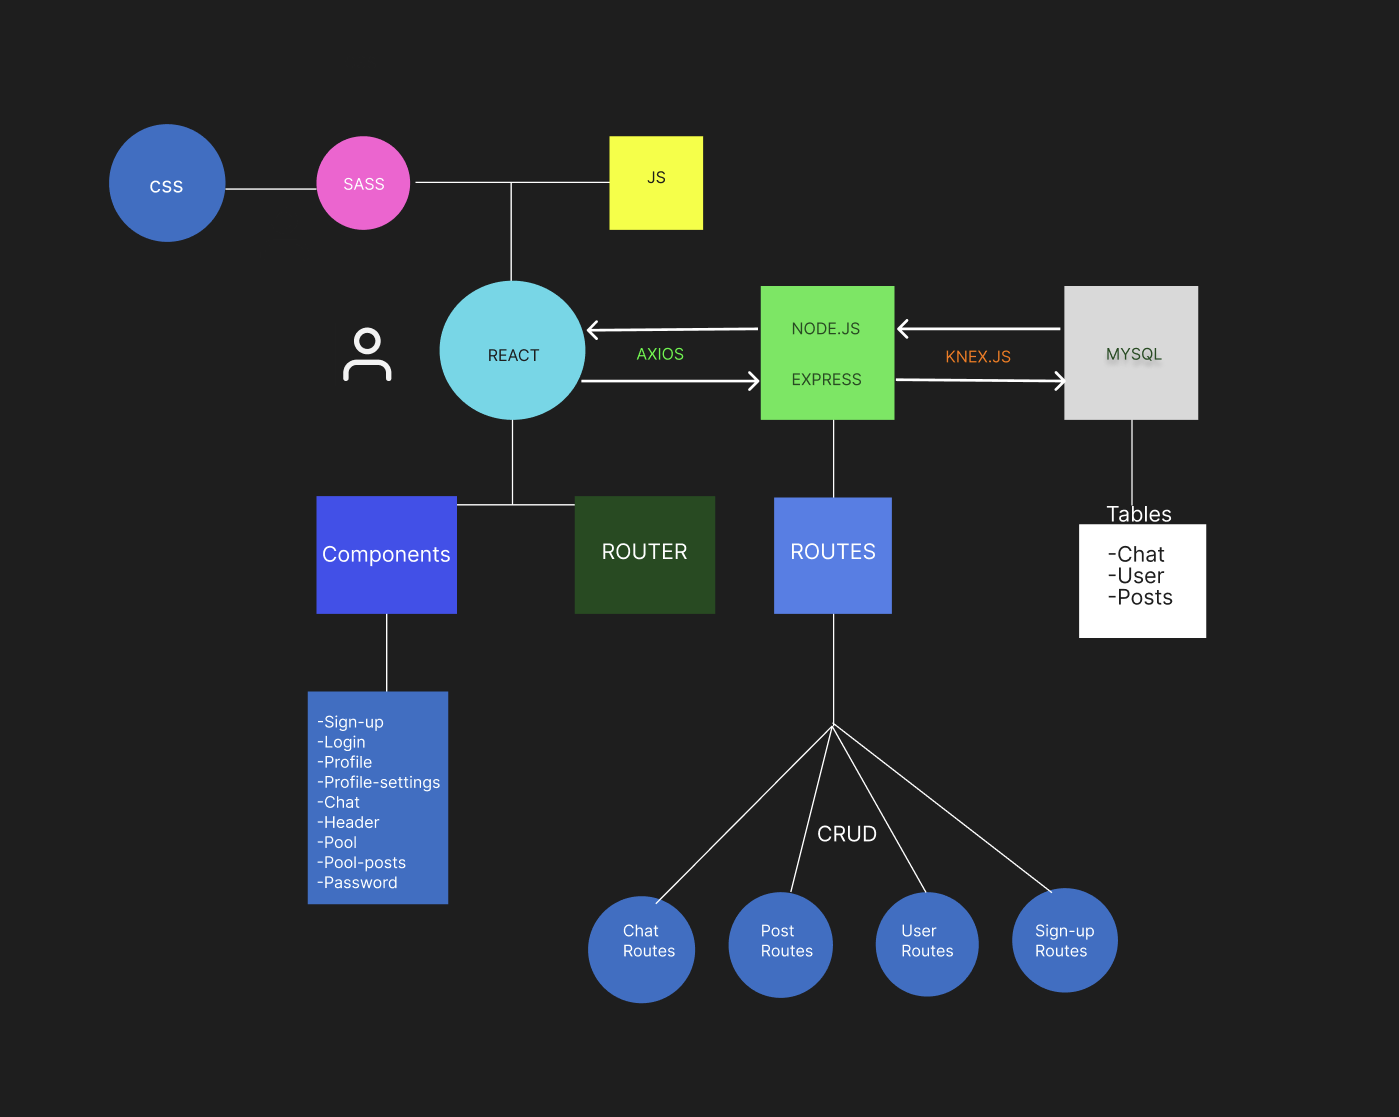 CSS
SASS
JS
REACT
AXIOS
NODE.JS
EXPRESS
KNEX.JS
MYSQL
Components
ROUTER
ROUTES
Tables
-Chat
-User
-Posts
-Sign-up
-Login
-Profile
-Profile-settings
-Chat
-Header
-Pool
-Pool-posts
-Password
CRUD
Chat
Routes
Post
Routes
User
Routes
Sign-up
Routes